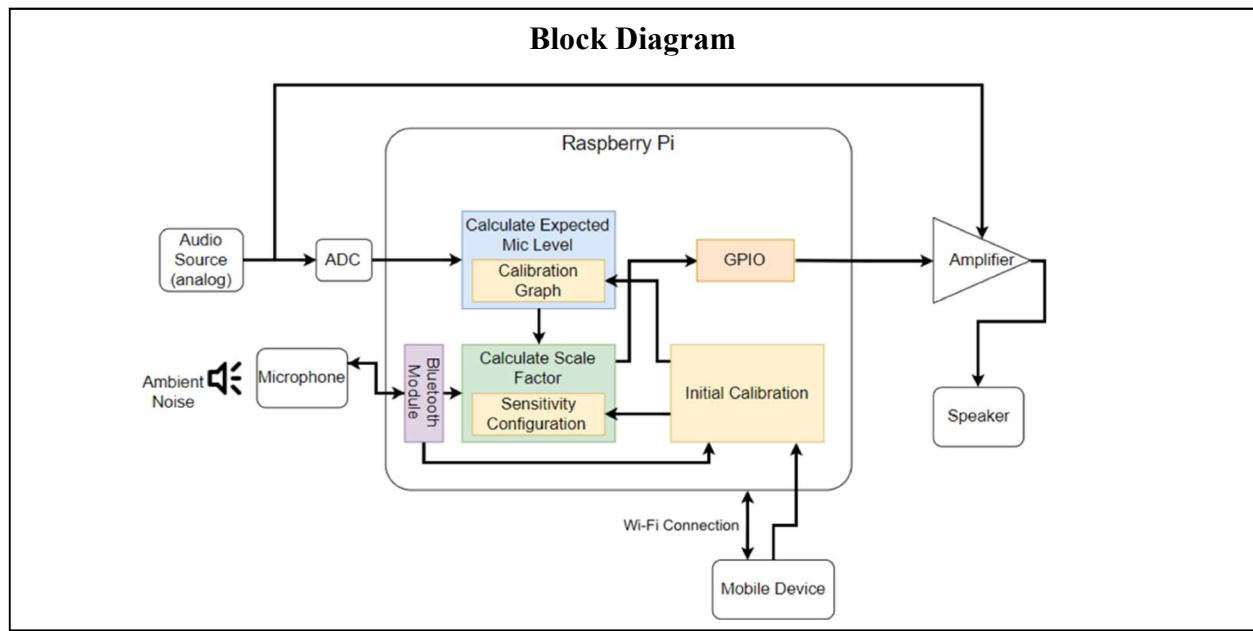 Block Diagram
Raspberry Pi
Audio
Source
(analog)
ADC
Calculate Expected
Mic Level
Calibration
Graph
GPIO
Amplifier
Ambient
Noise
Microphone
Bluetooth
Module
Calculate Scale
Factor
Sensitivity
Configuration
Initial Calibration
Speaker
Wi-Fi Connection
Mobile Device